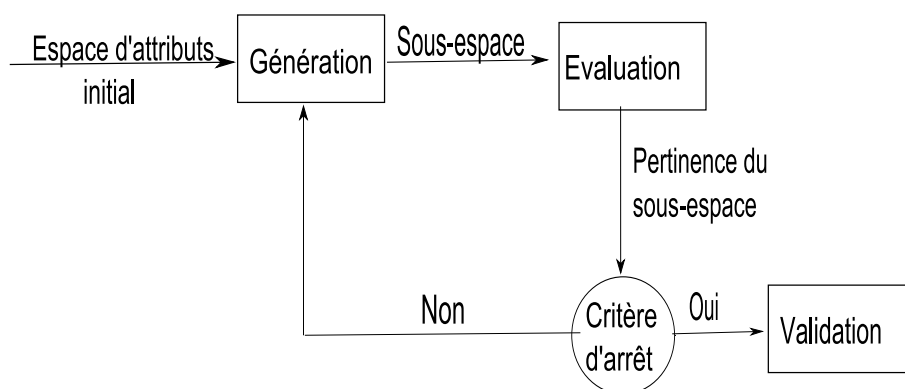 Espace d'attributs
initial
Génération
Sous-espace
Evaluation
Pertinence du
sous-espace
Critère
d'arrêt
Non
Oui
Validation